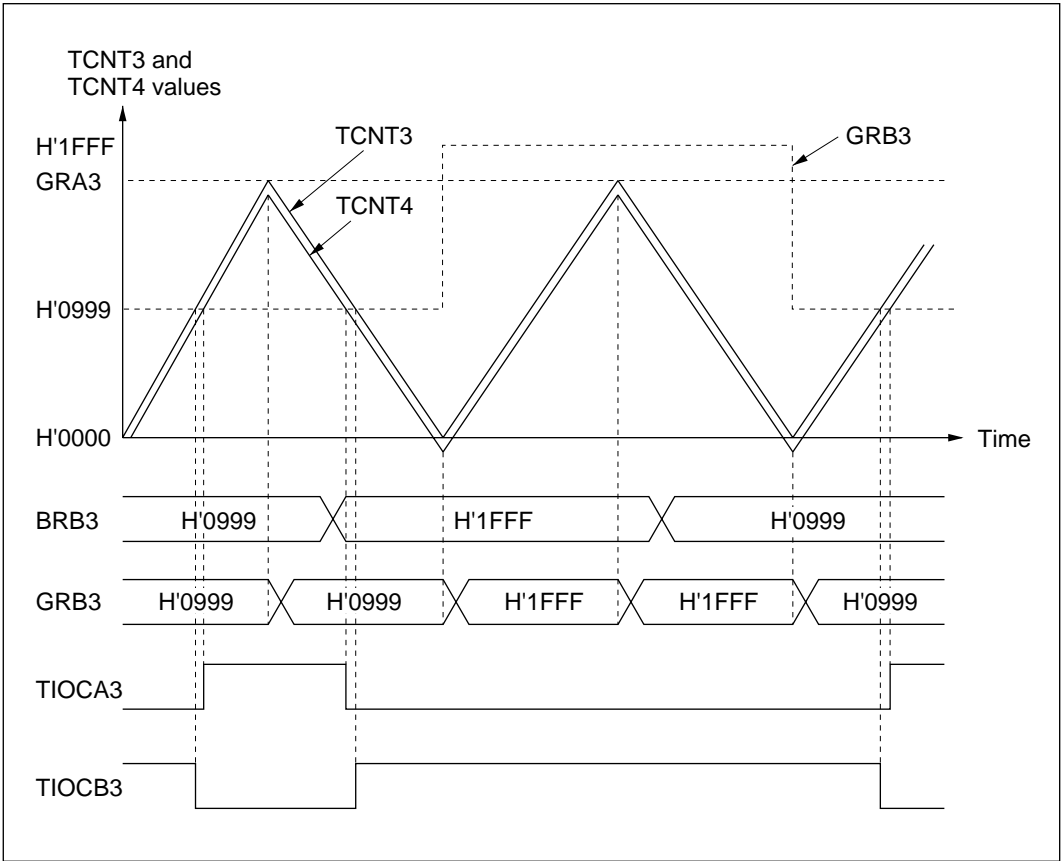 TCNT3 and
TCNT4 values
H'1FFF
TCNT3
GRB3
GRA3
TCNT4
H'0999
H'0000
Time
BRB3
H'0999
H'1FFF
H'0999
GRB3
H'0999
H'0999
H'1FFF
H'1FFF
H'0999
TIOCA3
TIOCB3